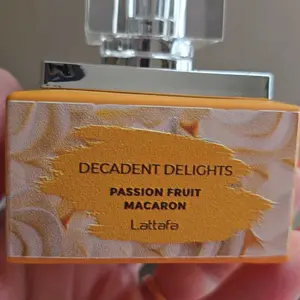 DECADENT DELIGHTS
PASSION FRUIT
MACARON
Lattafa